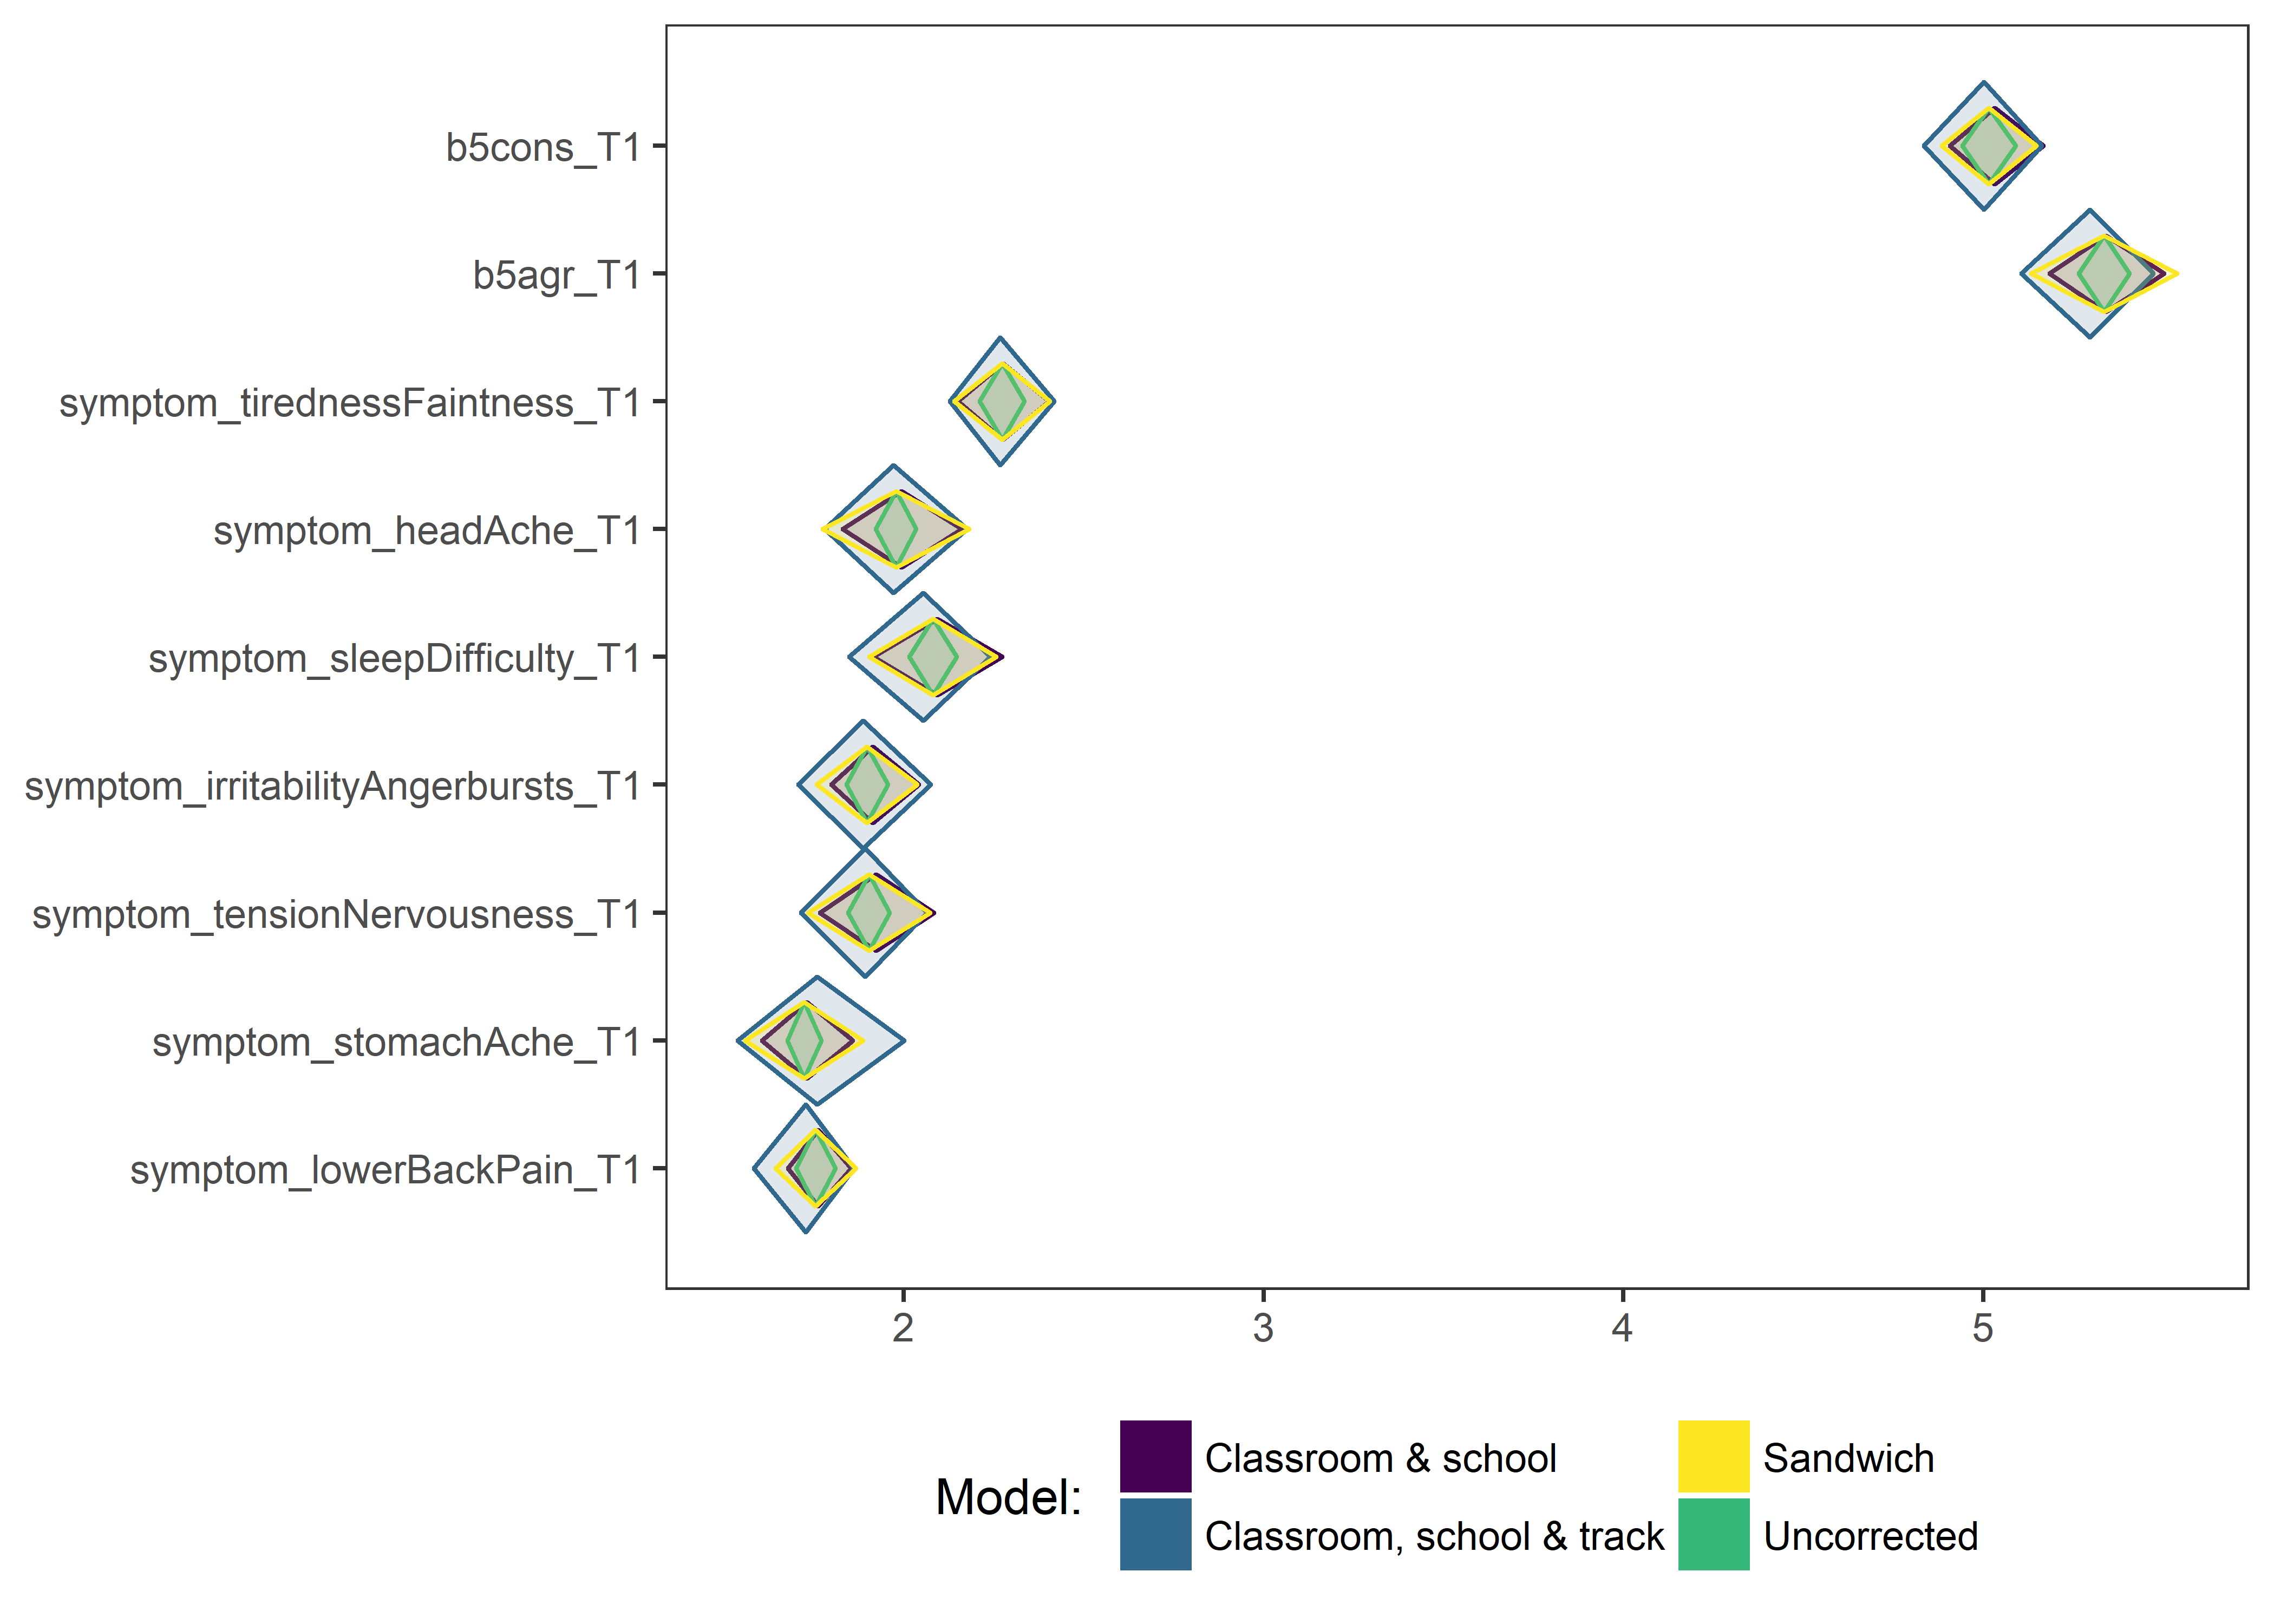 b5cons_T1
b5agr_T1
symptom_tirednessFaintness_T1
symptom_headAche_T1
symptom_sleepDifficulty_T1
symptom_irritabilityAngerbursts_T1
symptom_tensionNervousness_T1
symptom_stomachAche_T1
symptom_lowerBackPain_T1
2 3 4 5
Model:
Classroom & school
Classroom, school & track
Sandwich
Uncorrected